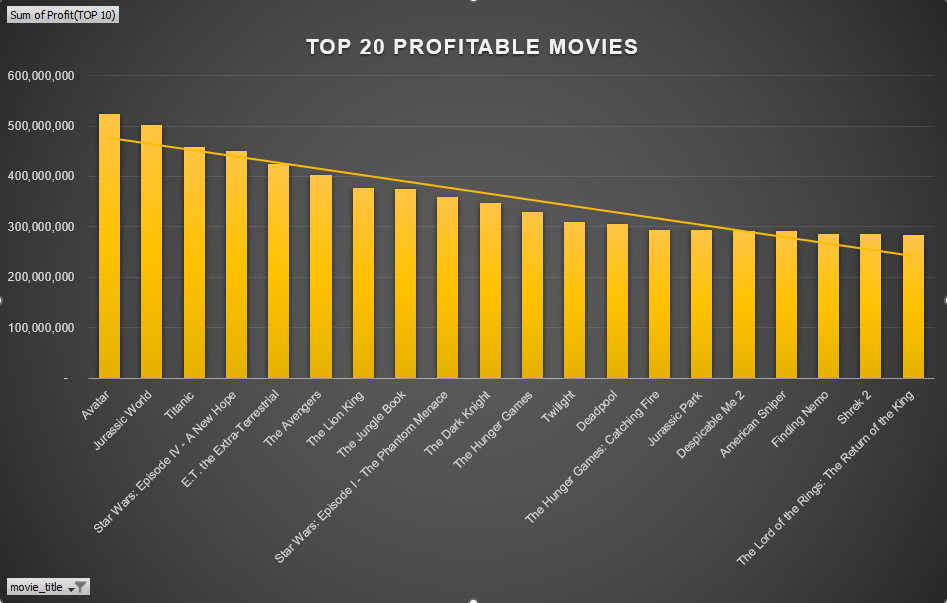 Sum of Profit(TOP 10)
TOP 20 PROFITABLE MOVIES
600,000,000
500,000,000
400,000,000
300,000,000
200,000,000
100,000,000
-
Avatar
Jurassic World
Titanic
Star Wars: Episode IV - A New Hope
E.T. the Extra-Terrestrial
The Avengers
The Lion King
The Jungle Book
Star Wars: Episode I - The Phantom Menace
The Dark Knight
The Hunger Games
Twilight
Deadpool
The Hunger Games: Catching Fire
Jurassic Park
Despicable Me 2
American Sniper
Finding Nemo
Shrek 2
The Lord of the Rings: The Return of the King
movie_title